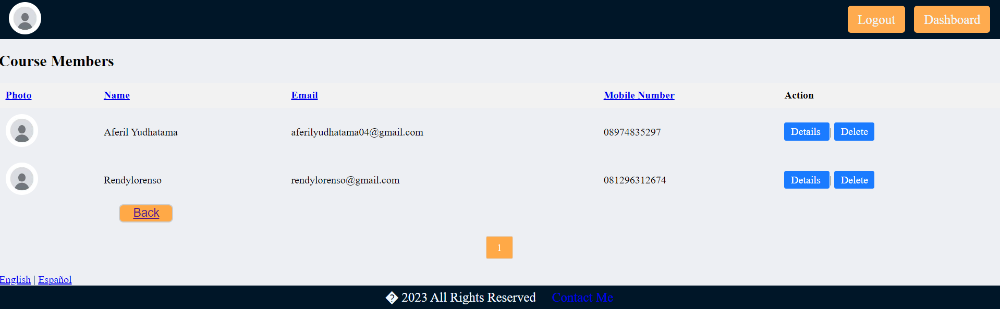 Logout Dashboard
Course Members
Photo Name Email Mobile Number Action
Aferil Yudhatama aferilyudhatama04@gmail.com 08974835297 Details | Delete
Rendylorenso rendylorenso@gmail.com 081296312674 Details | Delete
Back
1
English | Español
� 2023 All Rights Reserved Contact Me